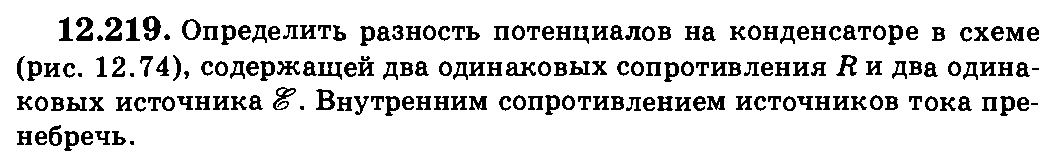 12.219. Определить разность потенциалов на конденсаторе в схеме
(рис. 12.74), содержащей два одинаковых сопротивления R и два одина-
ковых источника ℰ. Внутренним сопротивлением источников тока пре-
небречь.